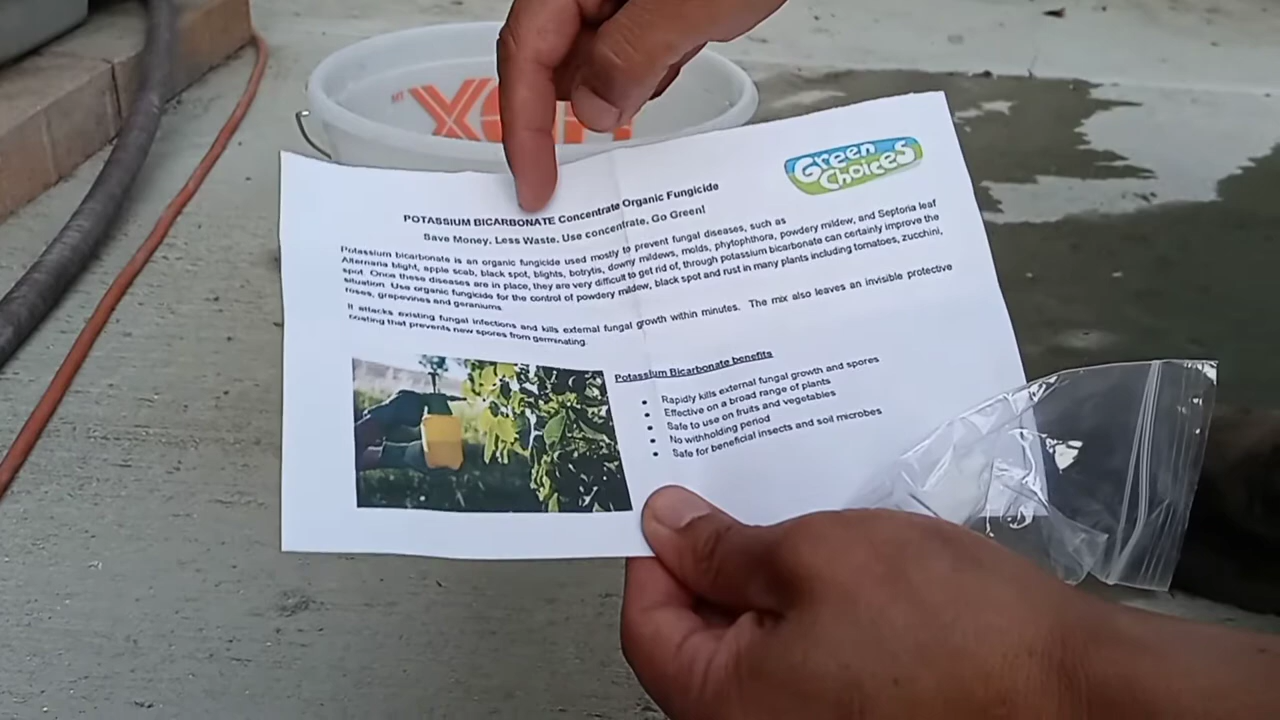 XO
TM
Green
Choices
POTASSIUM BICARBONATE Concentrate Organic Fungicide
Save Money. Less Waste. Use concentrate. Go Green!
Potassium bicarbonate is an organic fungicide used mostly to prevent fungal diseases, such as
Alternaria blight, apple scab, black spot, blights, botrytis, downy mildews, molds, phytophthora, powdery mildew, and Septoria leaf
spot. Once these diseases are in place, they are very difficult to get rid of, through potassium bicarbonate can certainly improve the
situation. Use organic fungicide for the control of powdery mildew, black spot and rust in many plants including tomatoes, zucchini,
roses, grapevines and geraniums.
It attacks existing fungal infections and kills external fungal growth within minutes. The mix also leaves an invisible protective
coating that prevents new spores from germinating.
Potassium Bicarbonate benefits
• Rapidly kills external fungal growth and spores
• Effective on a broad range of plants
• Safe to use on fruits and vegetables
• No withholding period
• Safe for beneficial insects and soil microbes